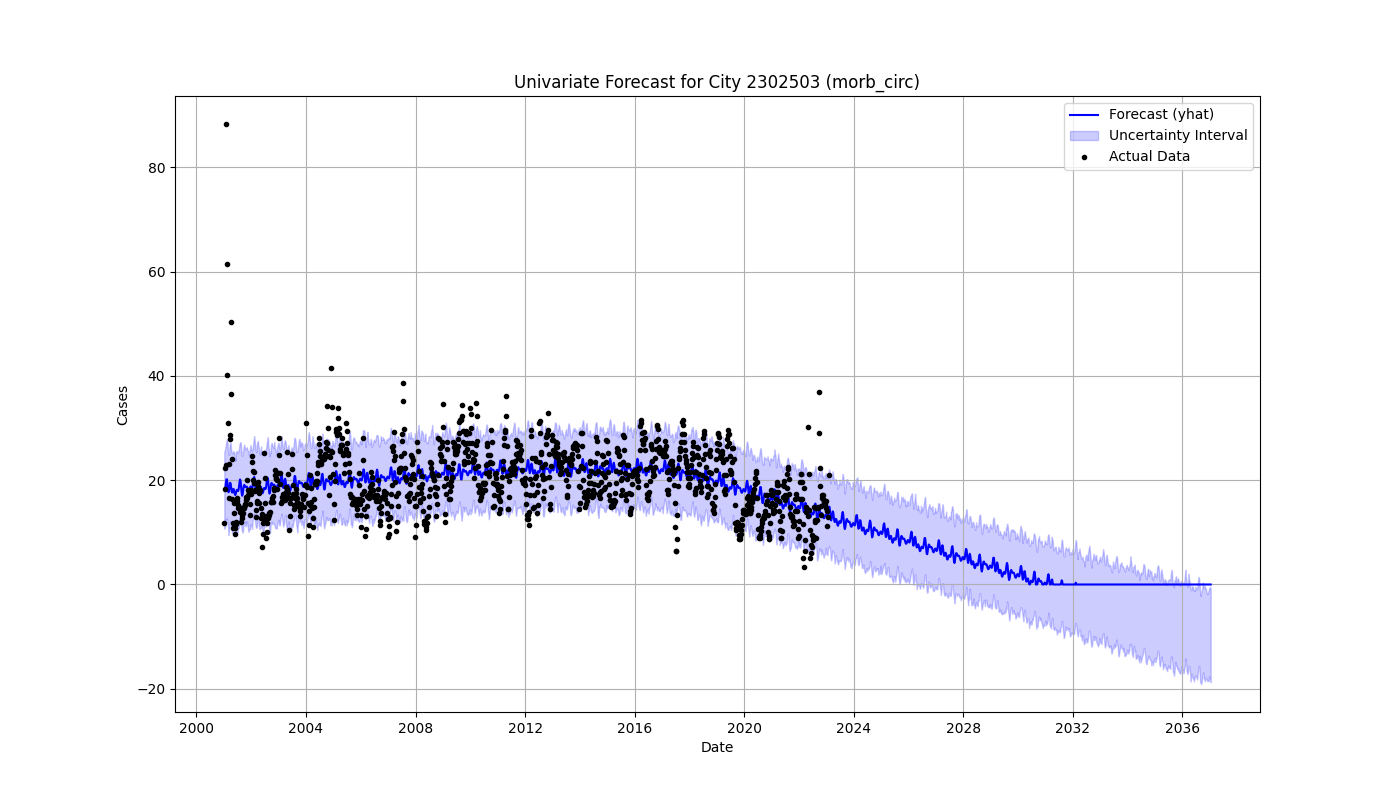 Univariate Forecast for City 2302503 (morb_circ)
Forecast (yhat)
Uncertainty Interval
Actual Data
Cases
80
60
40
20
0
−20
2000 2004 2008 2012 2016 2020 2024 2028 2032 2036
Date